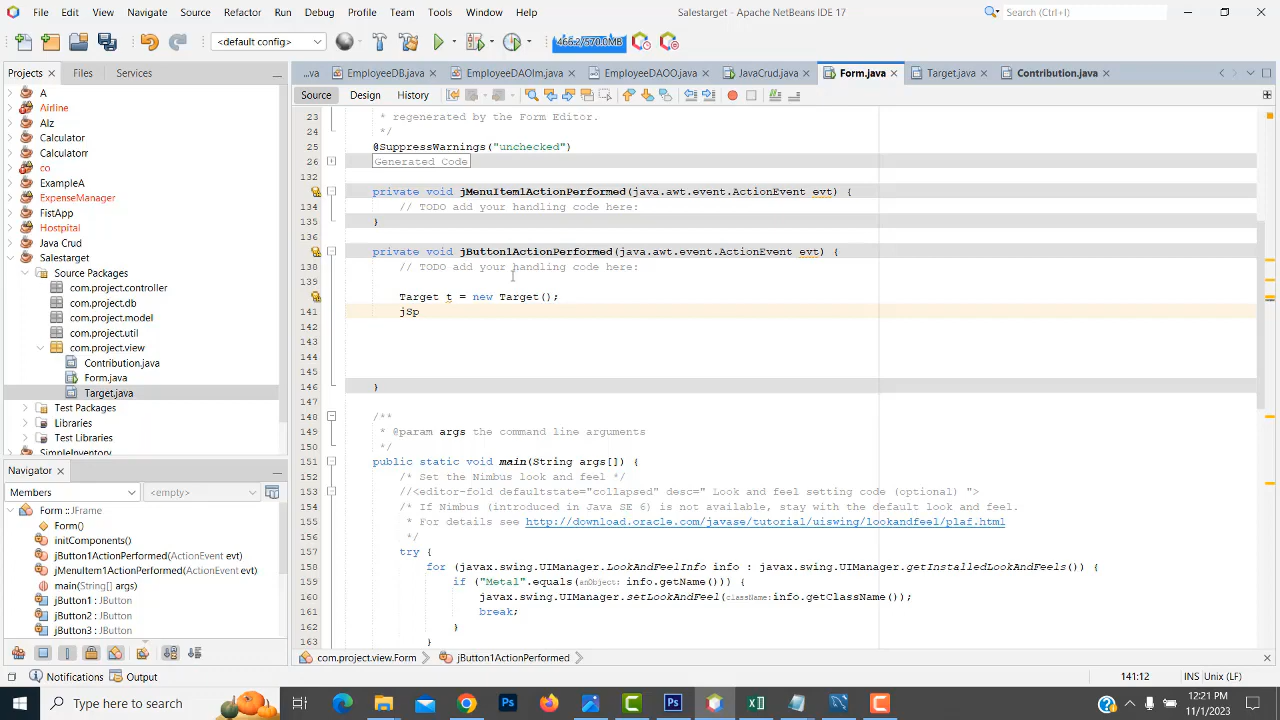 File Edit View Navigate Source Refactor Run Debug Profile Team Tools Window Help
Salestarget - Apache NetBeans IDE 17
Search (Ctrl+I)
<default config>
466.2/570.0MB
Projects Files Services
...va EmployeeDB.java EmployeeDAOIm.java EmployeeDAOO.java JavaCrud.java Form.java Target.java Contribution.java
Source Design History
A
Airline
Alz
Calculator
Calculatorr
co
ExampleA
ExpenseManager
FistApp
Hostpital
Java Crud
Salestarget
Source Packages
com.project.controller
com.project.db
com.project.model
com.project.util
com.project.view
Contribution.java
Form.java
Target.java
Test Packages
Libraries
Test Libraries
SimpleInventory
23 * regenerated by the Form Editor.
24 */
25 @SuppressWarnings("unchecked")
26 Generated Code
132
133 private void jMenuItem1ActionPerformed(java.awt.event.ActionEvent evt) {
134 // TODO add your handling code here:
135 }
136
137 private void jButton1ActionPerformed(java.awt.event.ActionEvent evt) {
138 // TODO add your handling code here:
139
140 Target t = new Target();
141 jSp
142
143
144
145
146 }
147
148 /**
149 * @param args the command line arguments
150 */
151 public static void main(String args[]) {
152 /* Set the Nimbus look and feel */
153 //<editor-fold defaultstate="collapsed" desc=" Look and feel setting code (optional) ">
154 /* If Nimbus (introduced in Java SE 6) is not available, stay with the default look and feel.
155 * For details see http://download.oracle.com/javase/tutorial/uiswing/lookandfeel/plaf.html
156 */
157 try {
158 for (javax.swing.UIManager.LookAndFeelInfo info : javax.swing.UIManager.getInstalledLookAndFeels()) {
159 if ("Metal".equals(anObject: info.getName())) {
160 javax.swing.UIManager.setLookAndFeel(className: info.getClassName());
161 break;
162 }
163 }
Navigator
Members <empty>
Form :: JFrame
Form()
initComponents()
jButton1ActionPerformed(ActionEvent evt)
jMenuItem1ActionPerformed(ActionEvent evt)
main(String[] args)
jButton1 : JButton
jButton2 : JButton
jButton3 : JButton
com.project.view.Form jButton1ActionPerformed
Notifications Output
141:12 INS Unix (LF)
Type here to search
12:21 PM
11/1/2023